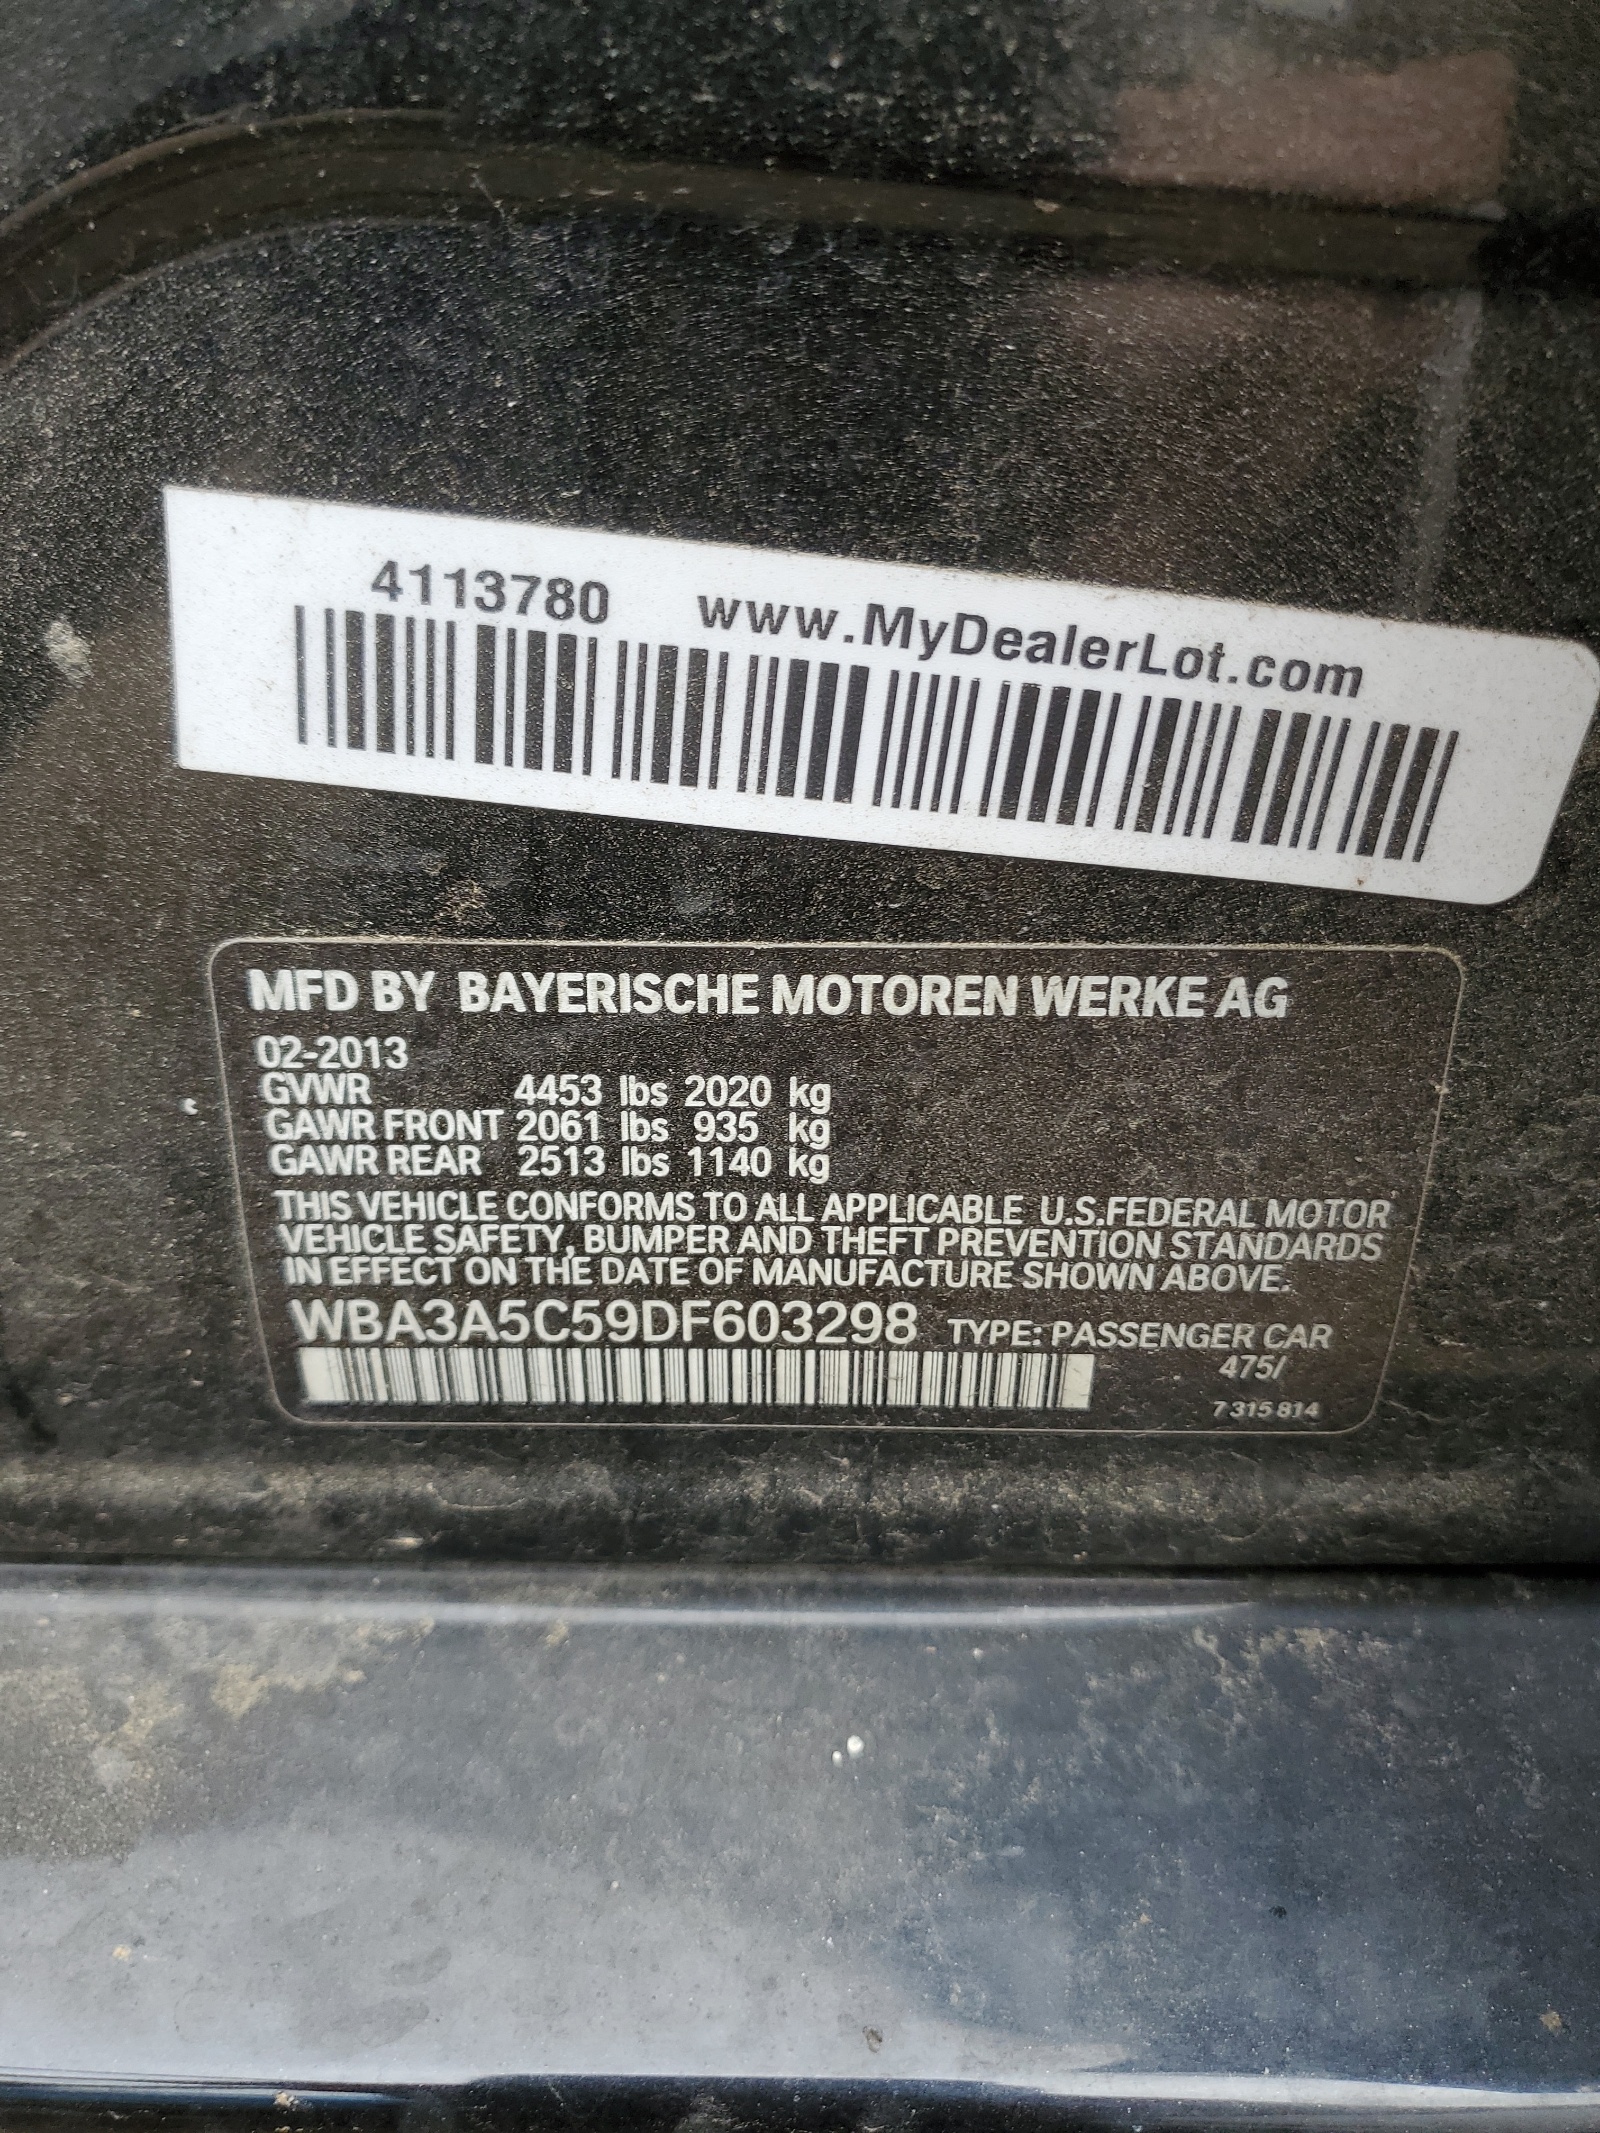 4113780 www.MyDealerLot.com
MFD BY BAYERISCHE MOTOREN WERKE AG
02-2013
GVWR 4453 lbs 2020 kg
GAWR FRONT 2061 lbs 935 kg
GAWR REAR 2513 lbs 1140 kg
THIS VEHICLE CONFORMS TO ALL APPLICABLE U.S.FEDERAL MOTOR
VEHICLE SAFETY, BUMPER AND THEFT PREVENTION STANDARDS
IN EFFECT ON THE DATE OF MANUFACTURE SHOWN ABOVE.
WBA3A5C59DF603298 TYPE: PASSENGER CAR
475/
7 315 814